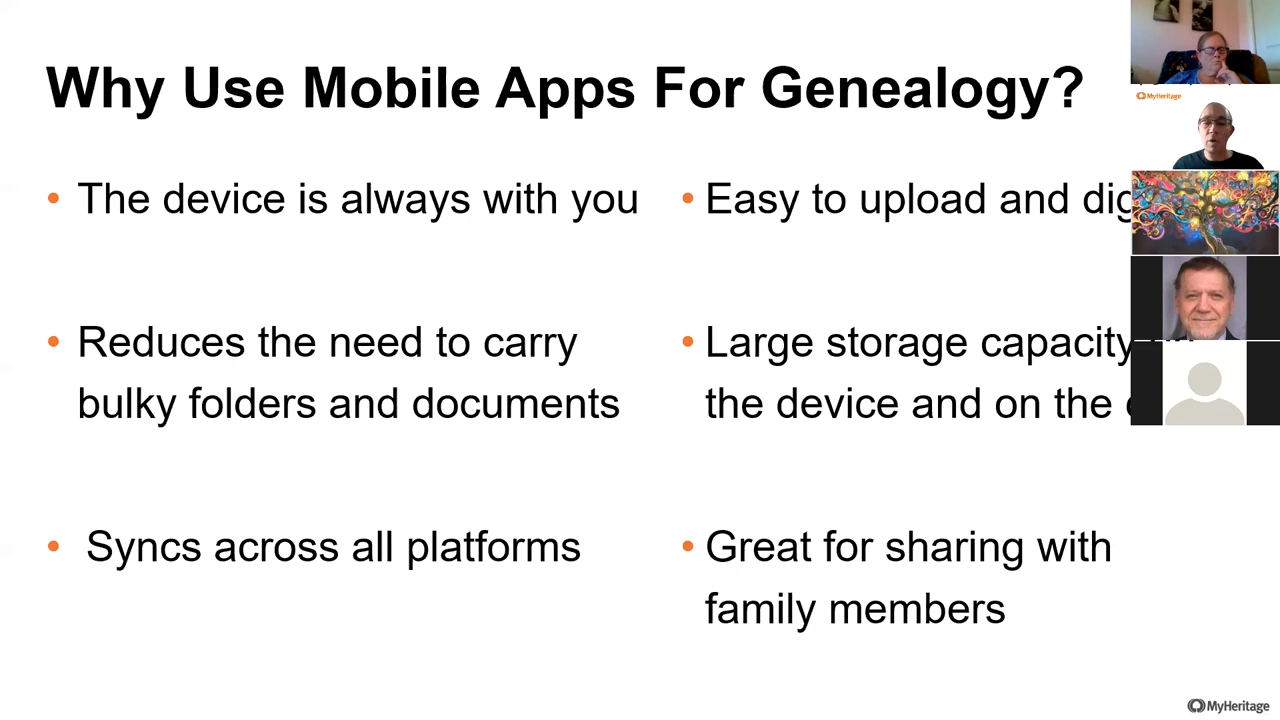 Why Use Mobile Apps For Genealogy?
• The device is always with you
• Reduces the need to carry
bulky folders and documents
• Syncs across all platforms
• Easy to upload and
• Large storage capacity
the device and on the
• Great for sharing with
family members
MyHeritage
MyHeritage